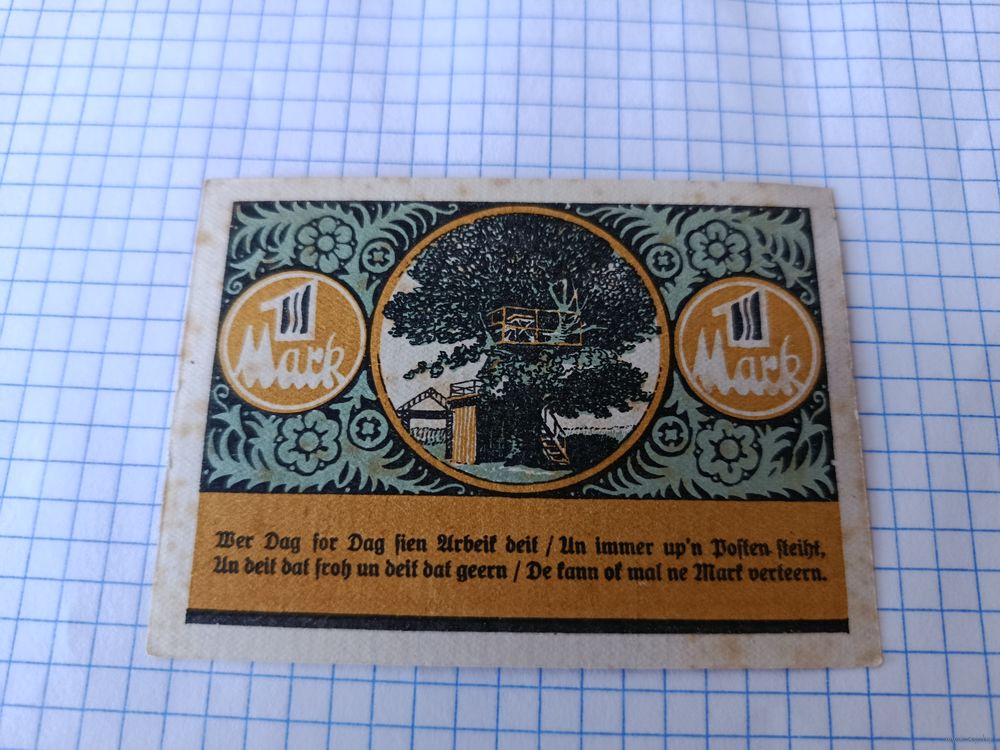 1 Mark
1 Mark
Wer Dag for Dag sien Arbeit deit / Un immer up'n Posten steiht,
Un deit dat froh un deit dat geern / De kann ok mal ne Mark verteern.